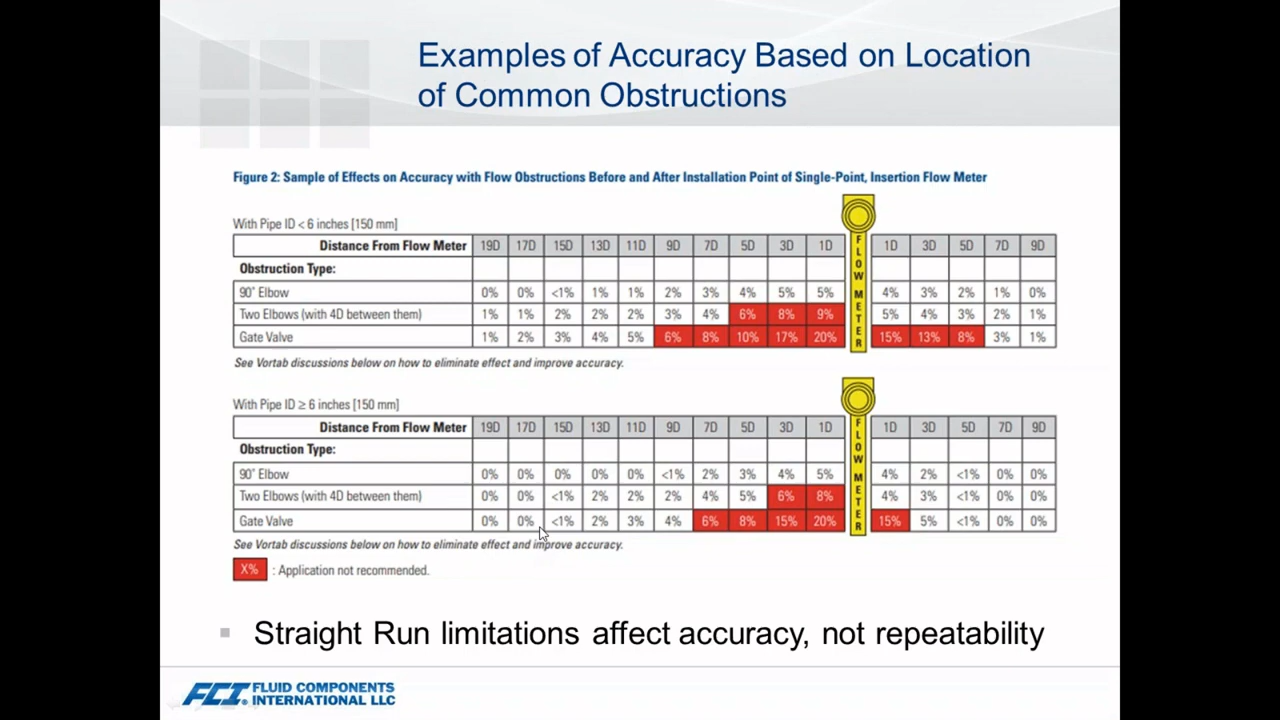 Examples of Accuracy Based on Location
of Common Obstructions
Figure 2: Sample of Effects on Accuracy with Flow Obstructions Before and After Installation Point of Single-Point, Insertion Flow Meter
With Pipe ID < 6 inches [150 mm]
Distance From Flow Meter 19D 17D 15D 13D 11D 9D 7D 5D 3D 1D FLOW METER 1D 3D 5D 7D 9D
Obstruction Type:
90˚ Elbow 0% 0% <1% 1% 1% 2% 3% 4% 5% 5% 4% 3% 2% 1% 0%
Two Elbows (with 4D between them) 1% 1% 2% 2% 2% 3% 4% 6% 8% 9% 5% 4% 3% 2% 1%
Gate Valve 1% 2% 3% 4% 5% 6% 8% 10% 17% 20% 15% 13% 8% 3% 1%
See Vortab discussions below on how to eliminate effect and improve accuracy.
With Pipe ID ≥ 6 inches [150 mm]
Distance From Flow Meter 19D 17D 15D 13D 11D 9D 7D 5D 3D 1D FLOW METER 1D 3D 5D 7D 9D
Obstruction Type:
90˚ Elbow 0% 0% 0% 0% 0% <1% 2% 3% 4% 5% 4% 2% <1% 0% 0%
Two Elbows (with 4D between them) 0% 0% <1% 2% 2% 2% 4% 5% 6% 8% 4% 3% <1% 0% 0%
Gate Valve 0% 0% <1% 2% 3% 4% 6% 8% 15% 20% 15% 5% <1% 0% 0%
See Vortab discussions below on how to eliminate effect and improve accuracy.
X% : Application not recommended.
Straight Run limitations affect accuracy, not repeatability
FCI® FLUID COMPONENTS
INTERNATIONAL LLC